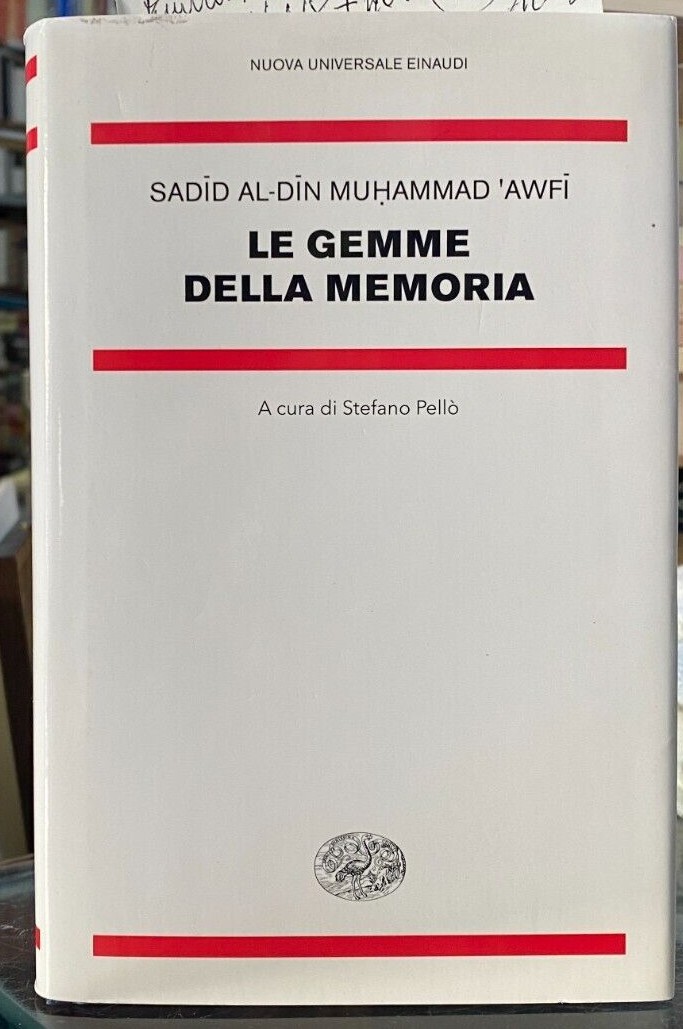 NUOVA UNIVERSALE EINAUDI
SADĪD AL-DĪN MUḤAMMAD 'AWFĪ
LE GEMME
DELLA MEMORIA
A cura di Stefano Pellò